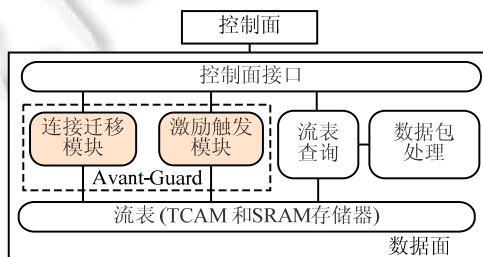 控制面
控制面接口
连接迁移
模块
激励触发
模块
流表
查询
数据包
处理
Avant-Guard
流表 (TCAM 和SRAM存储器)
数据面